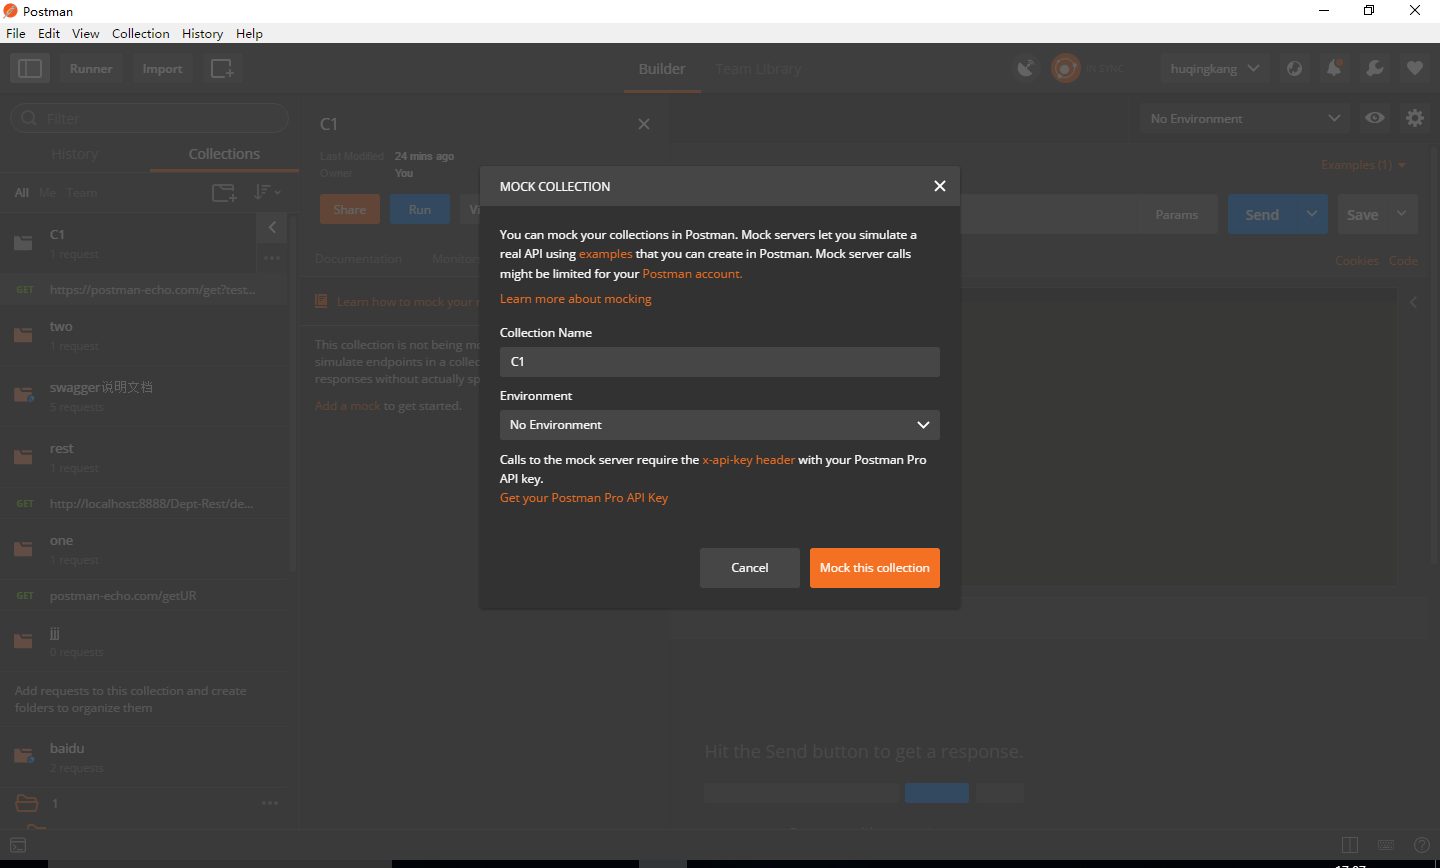 Postman
File Edit View Collection History Help
Runner Import Builder Team Library IN SYNC huqingkang
Filter
C1
No Environment
History Collections
Last Modified 24 mins ago
Owner You
Examples (1)
All Me Team
Share Run
Params Send Save
C1
1 request
Documentation
Cookies Code
GET https://postman-echo.com/get?test...
Learn how to mock your
two
1 request
This collection is not being
simulate endpoints in a
responses without actually
Add a mock to get started.
swagger说明文档
5 requests
rest
1 request
GET http://localhost:8888/Dept-Rest/de...
one
1 request
GET postman-echo.com/getUR
jjj
0 requests
Add requests to this collection and create
folders to organize them
baidu
2 requests
1
MOCK COLLECTION
You can mock your collections in Postman. Mock servers let you simulate a
real API using examples that you can create in Postman. Mock server calls
might be limited for your Postman account.
Learn more about mocking
Collection Name
C1
Environment
No Environment
Calls to the mock server require the x-api-key header with your Postman Pro
API key.
Get your Postman Pro API Key
Cancel Mock this collection
Hit the Send button to get a response.